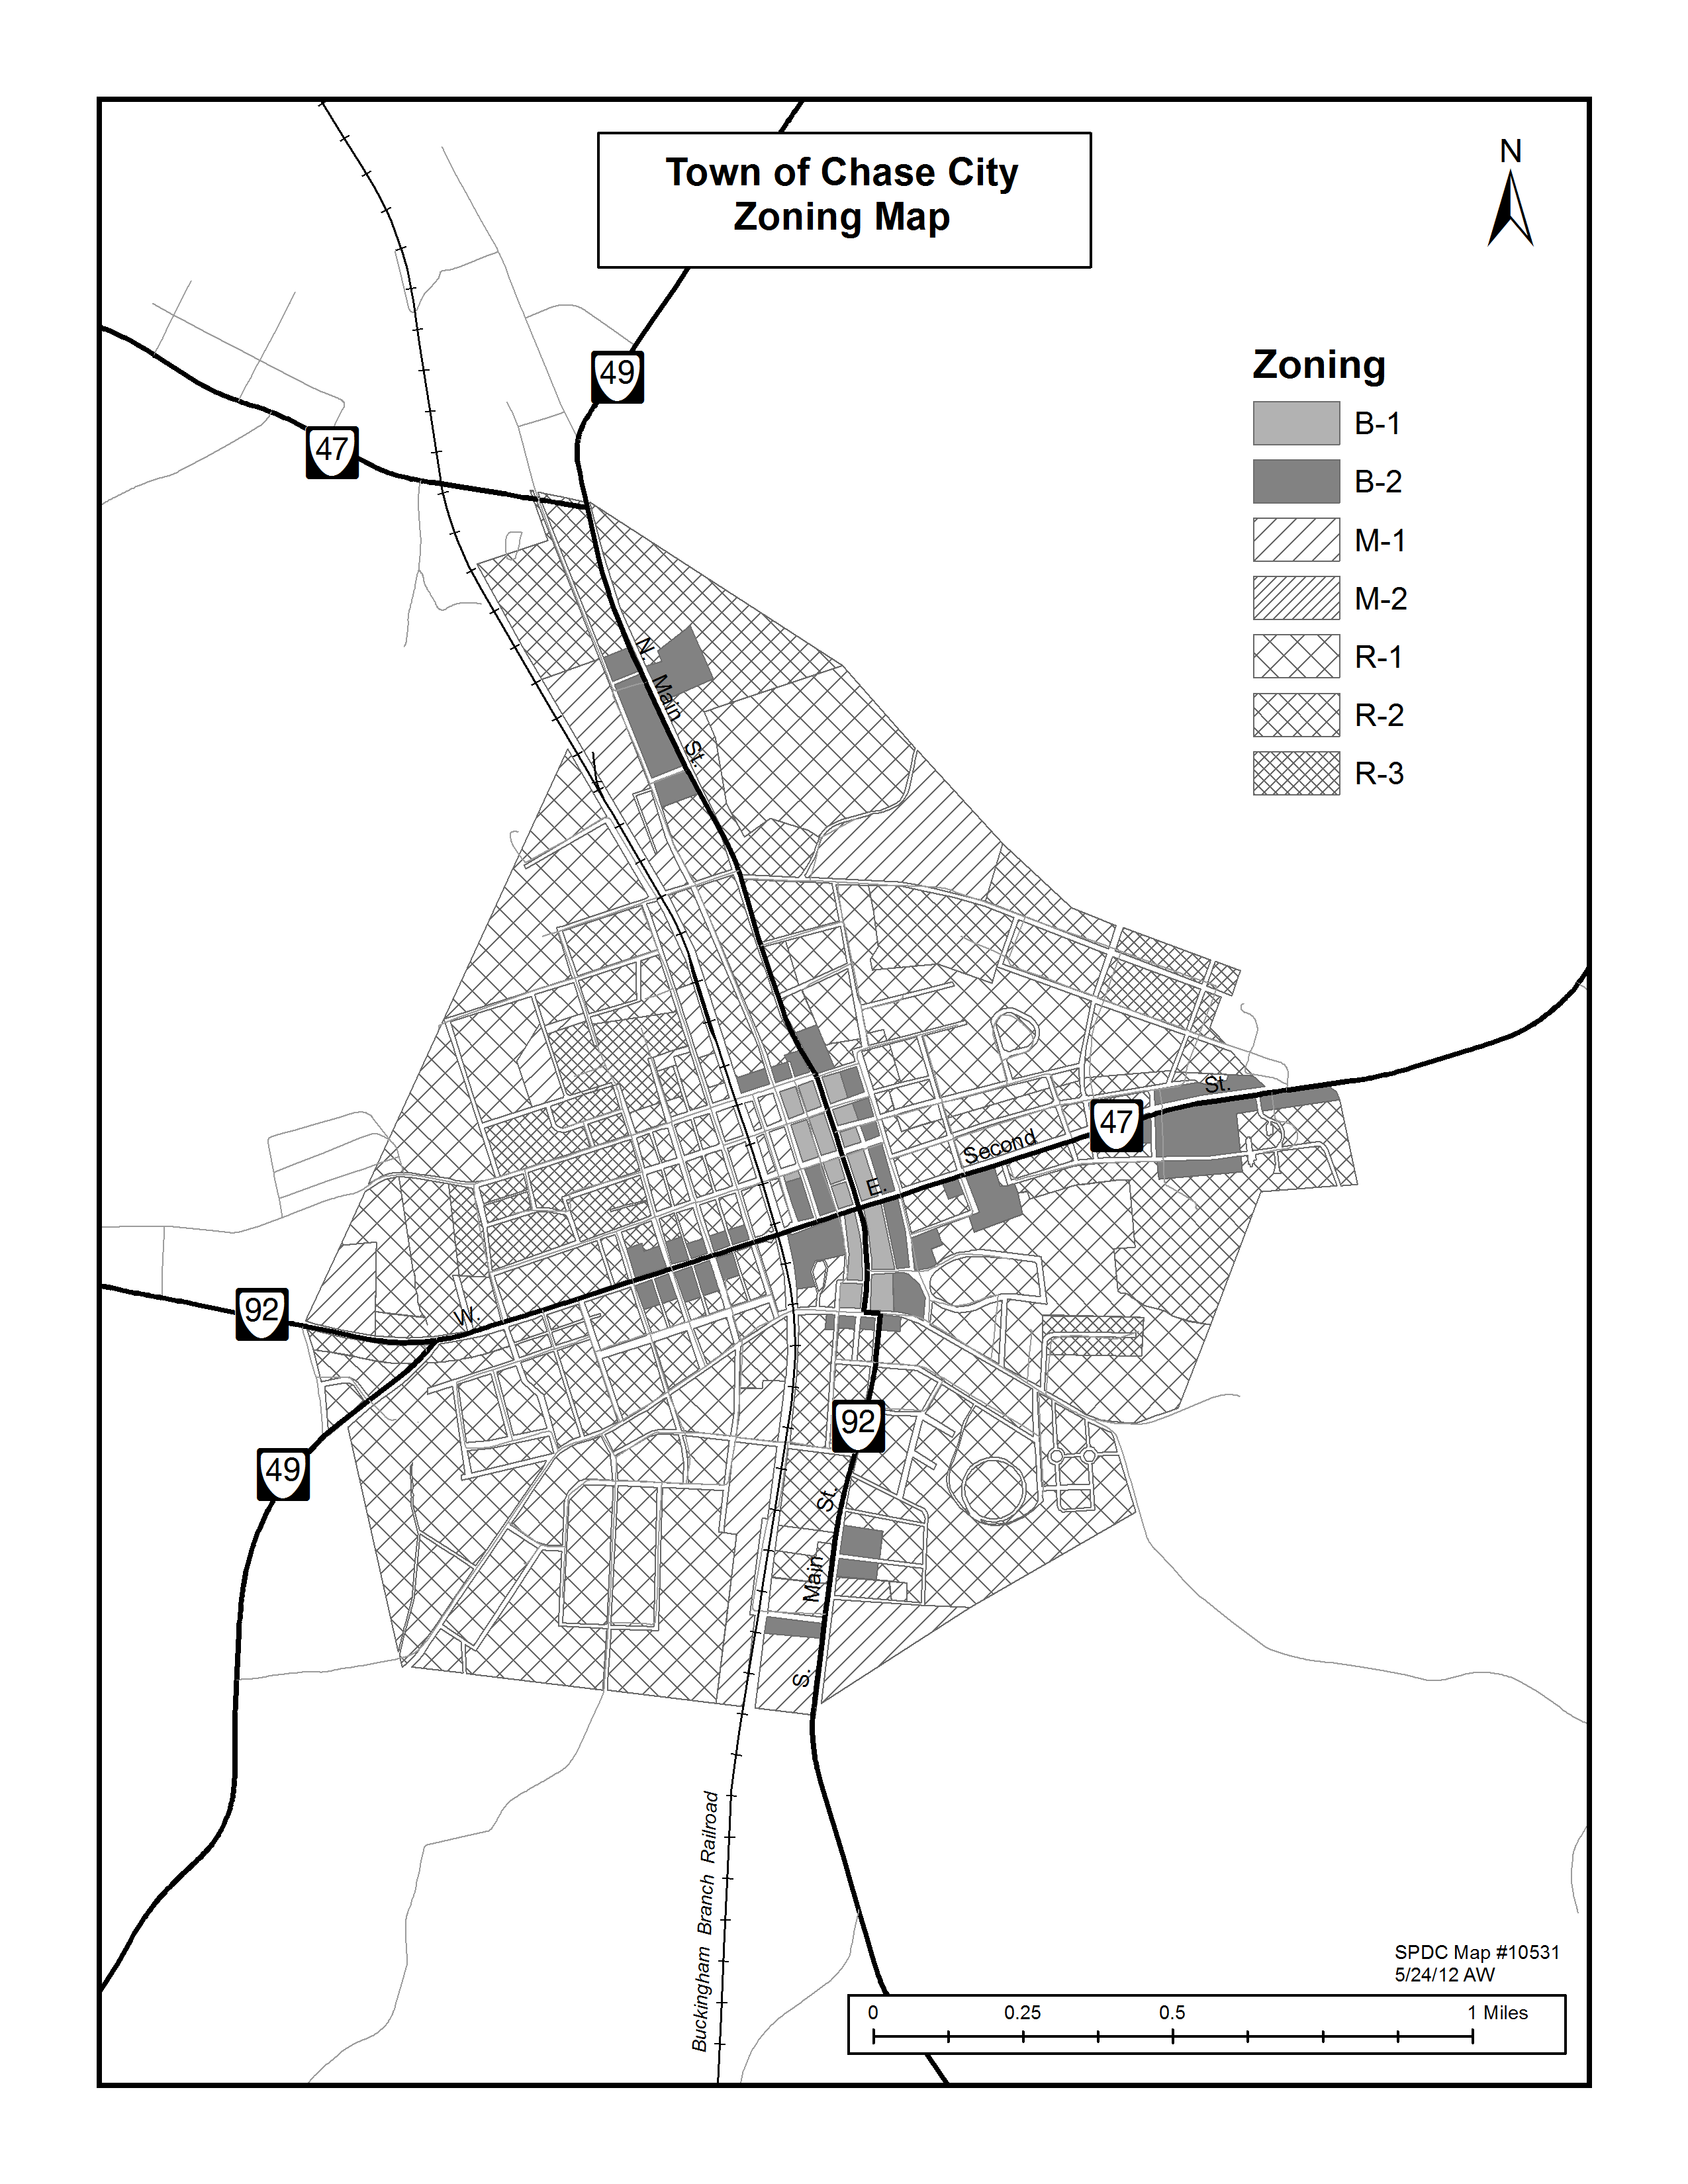 Town of Chase City
Zoning Map
N
Zoning
B-1
B-2
M-1
M-2
R-1
R-2
R-3
49
47
N. Main St.
47
St.
Second
E.
92
W.
49
92
St.
Main
S.
Buckingham Branch Railroad
SPDC Map #10531
5/24/12 AW
0 0.25 0.5 1 Miles